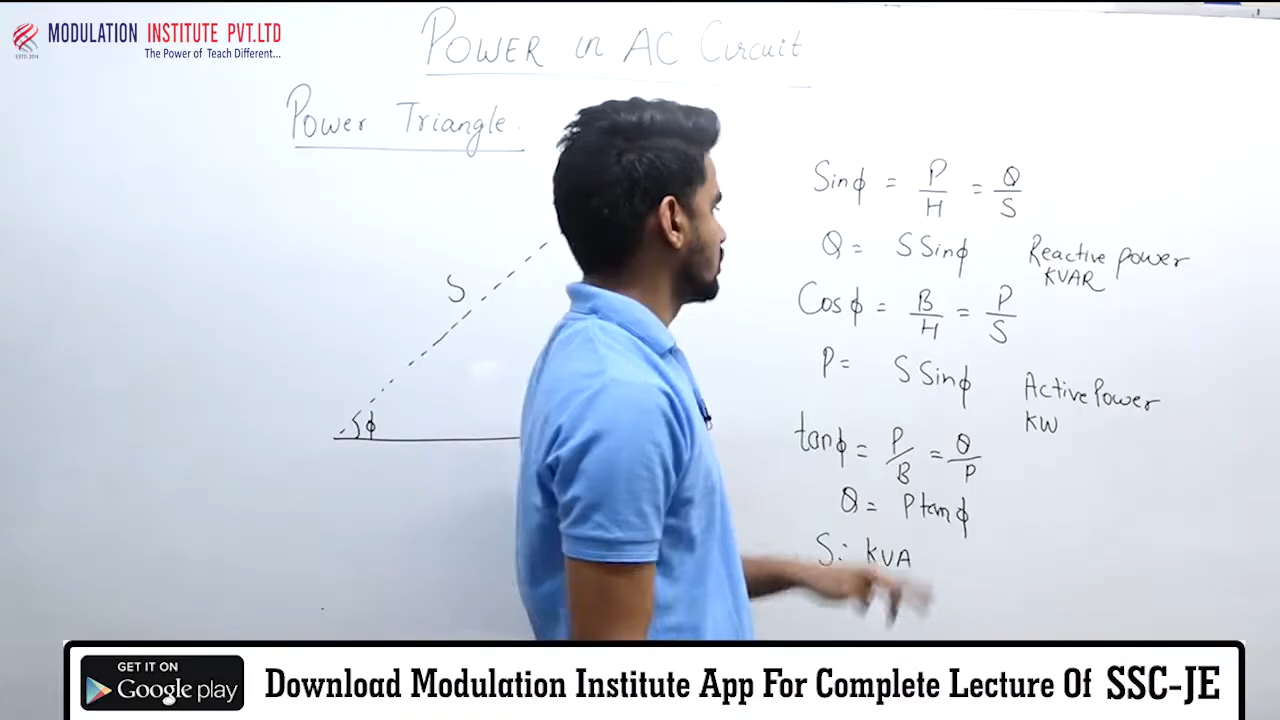 MODULATION INSTITUTE PVT.LTD
The Power of Teach Different...
ESTD. 2014
POWER in AC Circuit
Power Triangle.
S
ϕ
Sinϕ = P/H = Q/S
Q = S Sinϕ Reactive power
KVAR
Cosϕ = B/H = P/S
P = S Sinϕ Active Power
KW
tanϕ = P/B = Q/P
Q = P tanϕ
S: KVA
GET IT ON
Google play
Download Modulation Institute App For Complete Lecture Of SSC-JE